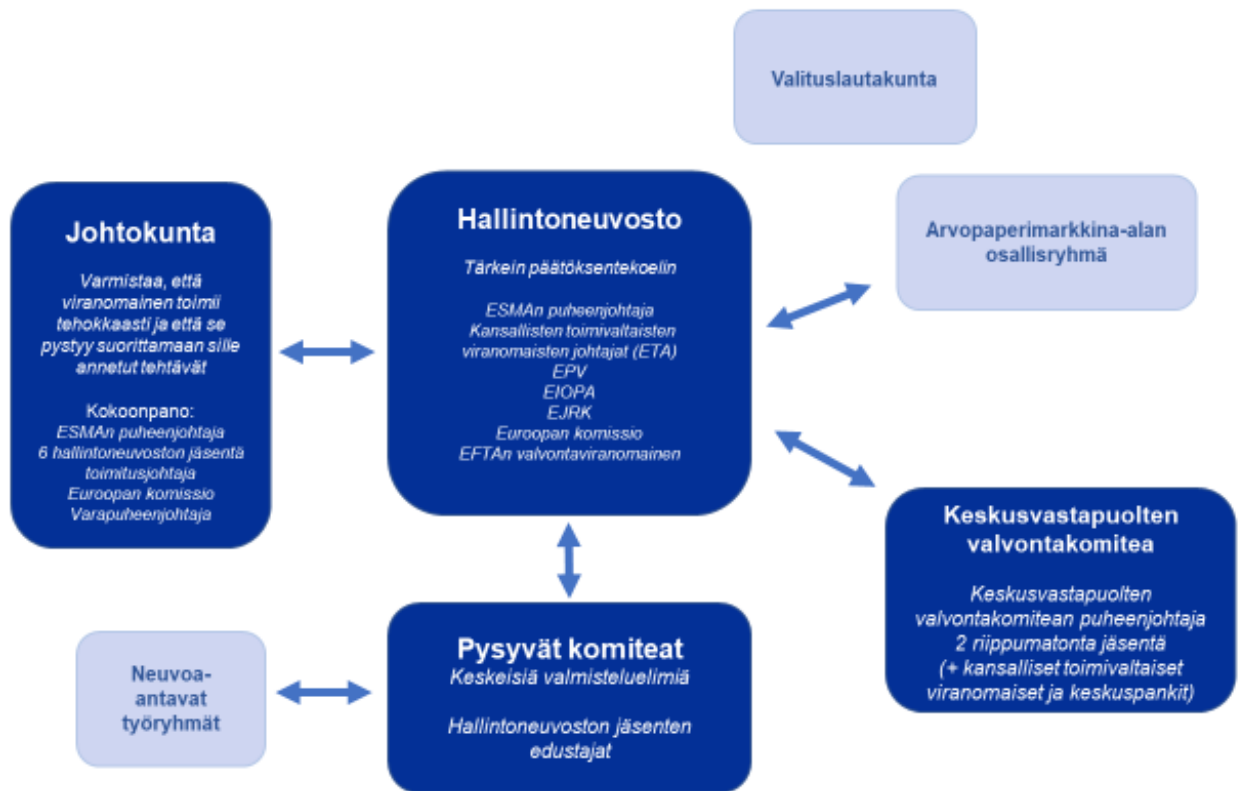 Valituslautakunta
Johtokunta
Varmistaa, että
viranomainen toimii
tehokkaasti ja että se
pystyy suorittamaan sille
annetut tehtävät
Kokoonpano:
ESMAn puheenjohtaja
6 hallintoneuvoston jäsentä
toimitusjohtaja
Euroopan komissio
Varapuheenjohtaja
Hallintoneuvosto
Tärkein päätöksentekoelin
ESMAn puheenjohtaja
Kansallisten toimivaltaisten
viranomaisten johtajat (ETA)
EPV
EIOPA
EJRK
Euroopan komissio
EFTAn valvontaviranomainen
Arvopaperimarkkina-alan
osallisryhmä
Keskusvastapuolten
valvontakomitea
Keskusvastapuolten
valvontakomitean puheenjohtaja
2 riippumatonta jäsentä
(+ kansalliset toimivaltaiset
viranomaiset ja keskuspankit)
Neuvoa-
antavat
työryhmät
Pysyvät komiteat
Keskeisiä valmisteluelimiä
Hallintoneuvoston jäsenten
edustajat